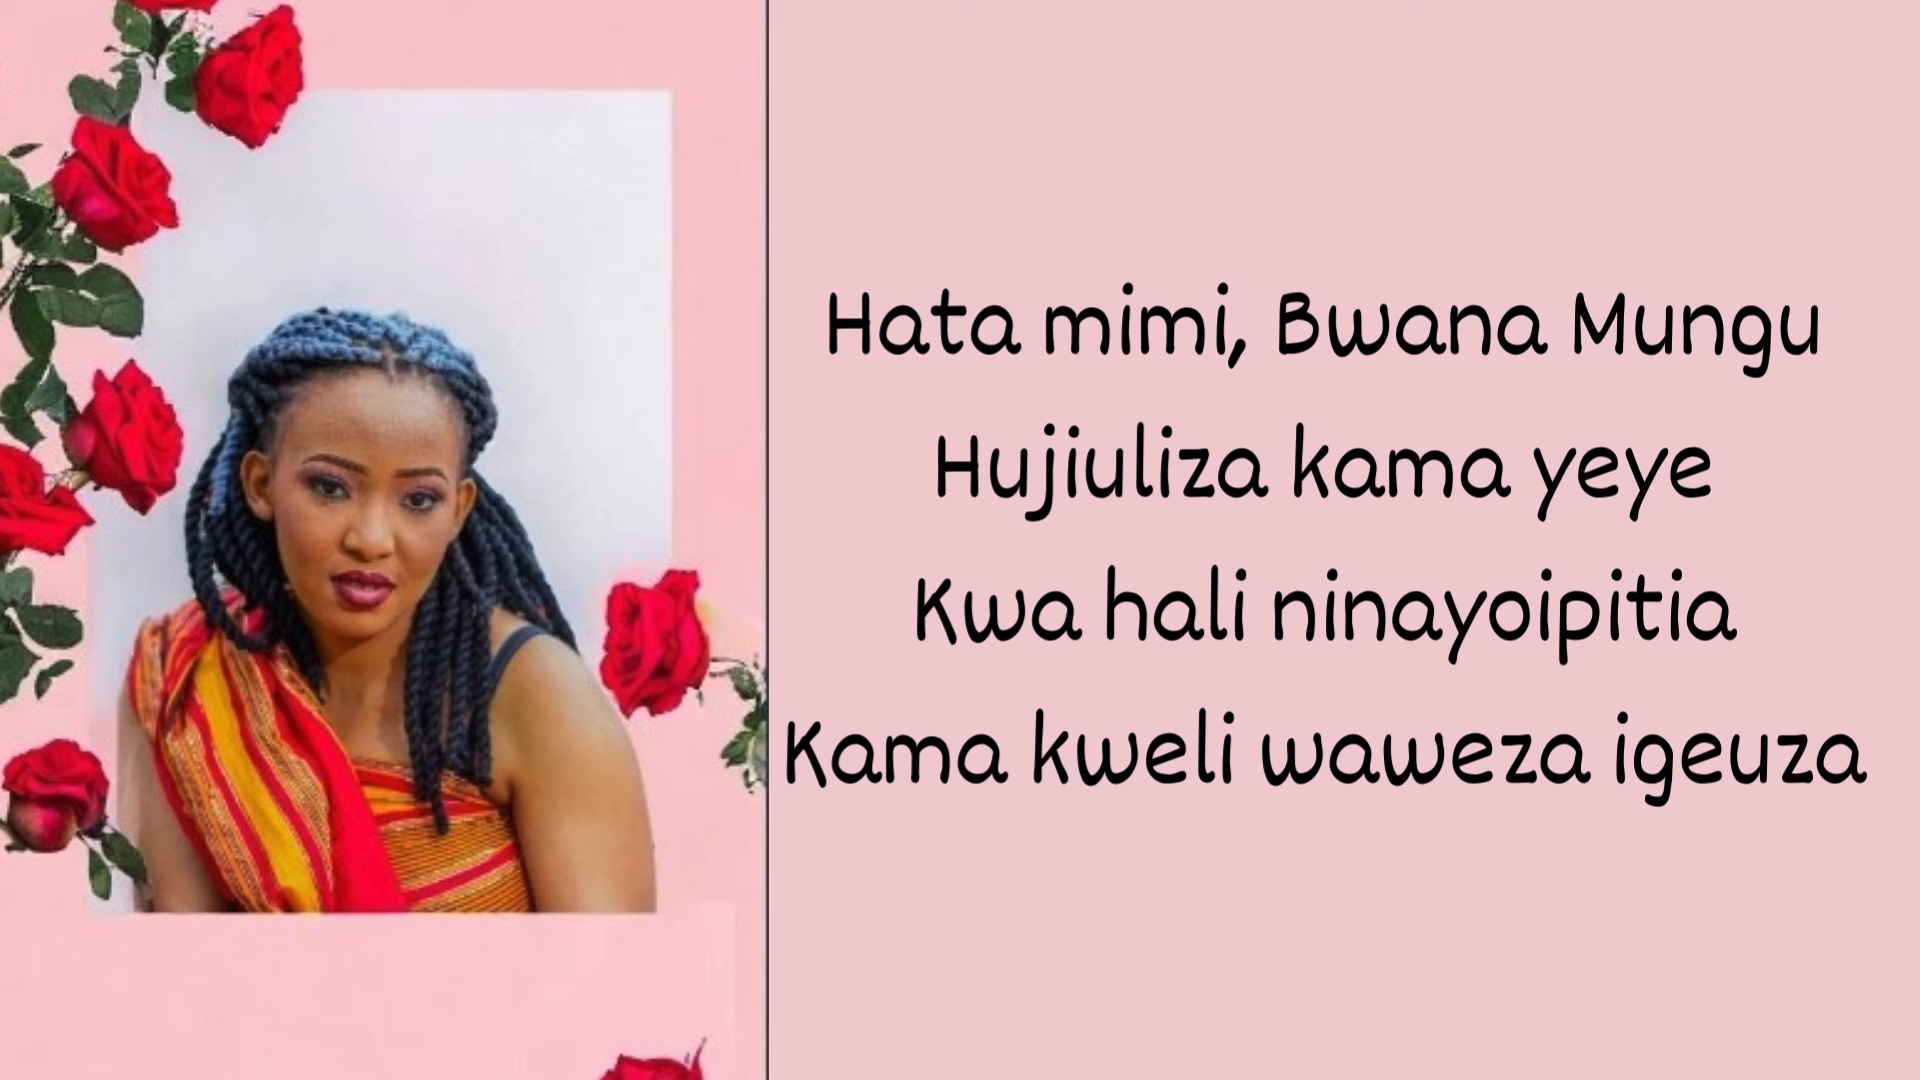 Hata mimi, Bwana Mungu
Hujiuliza kama yeye
Kwa hali ninayoipitia
Kama kweli waweza igeuza